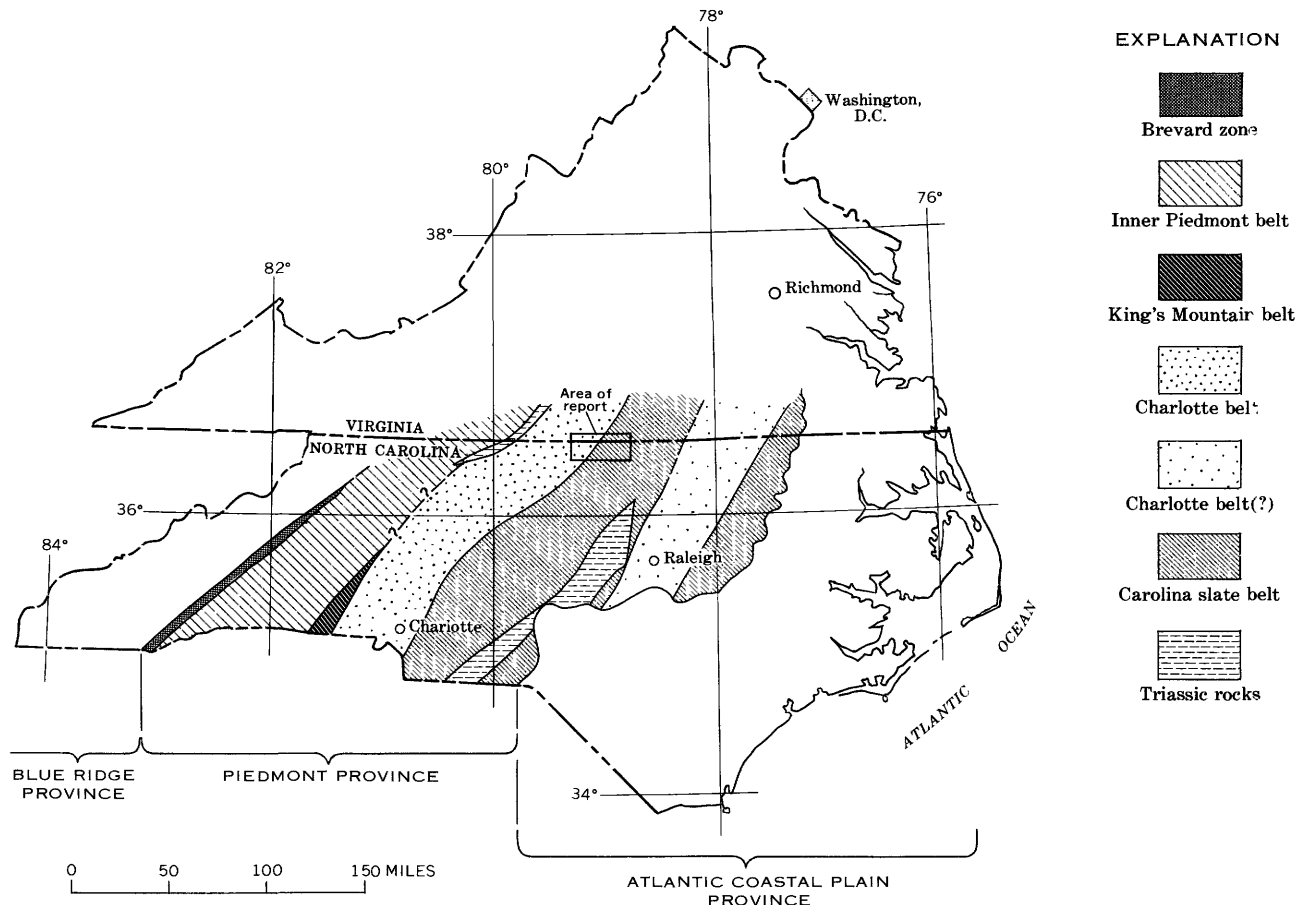 78°
EXPLANATION
Washington,
D.C.
Brevard zone
80°
76°
Inner Piedmont belt
38°
82°
Richmond
King's Mountain belt
Area of
report
Charlotte belt
VIRGINIA
NORTH CAROLINA
Charlotte belt(?)
36°
84°
Raleigh
Carolina slate belt
Charlotte
OCEAN
ATLANTIC
Triassic rocks
BLUE RIDGE
PROVINCE
PIEDMONT PROVINCE
34°
0 50 100 150 MILES
ATLANTIC COASTAL PLAIN
PROVINCE